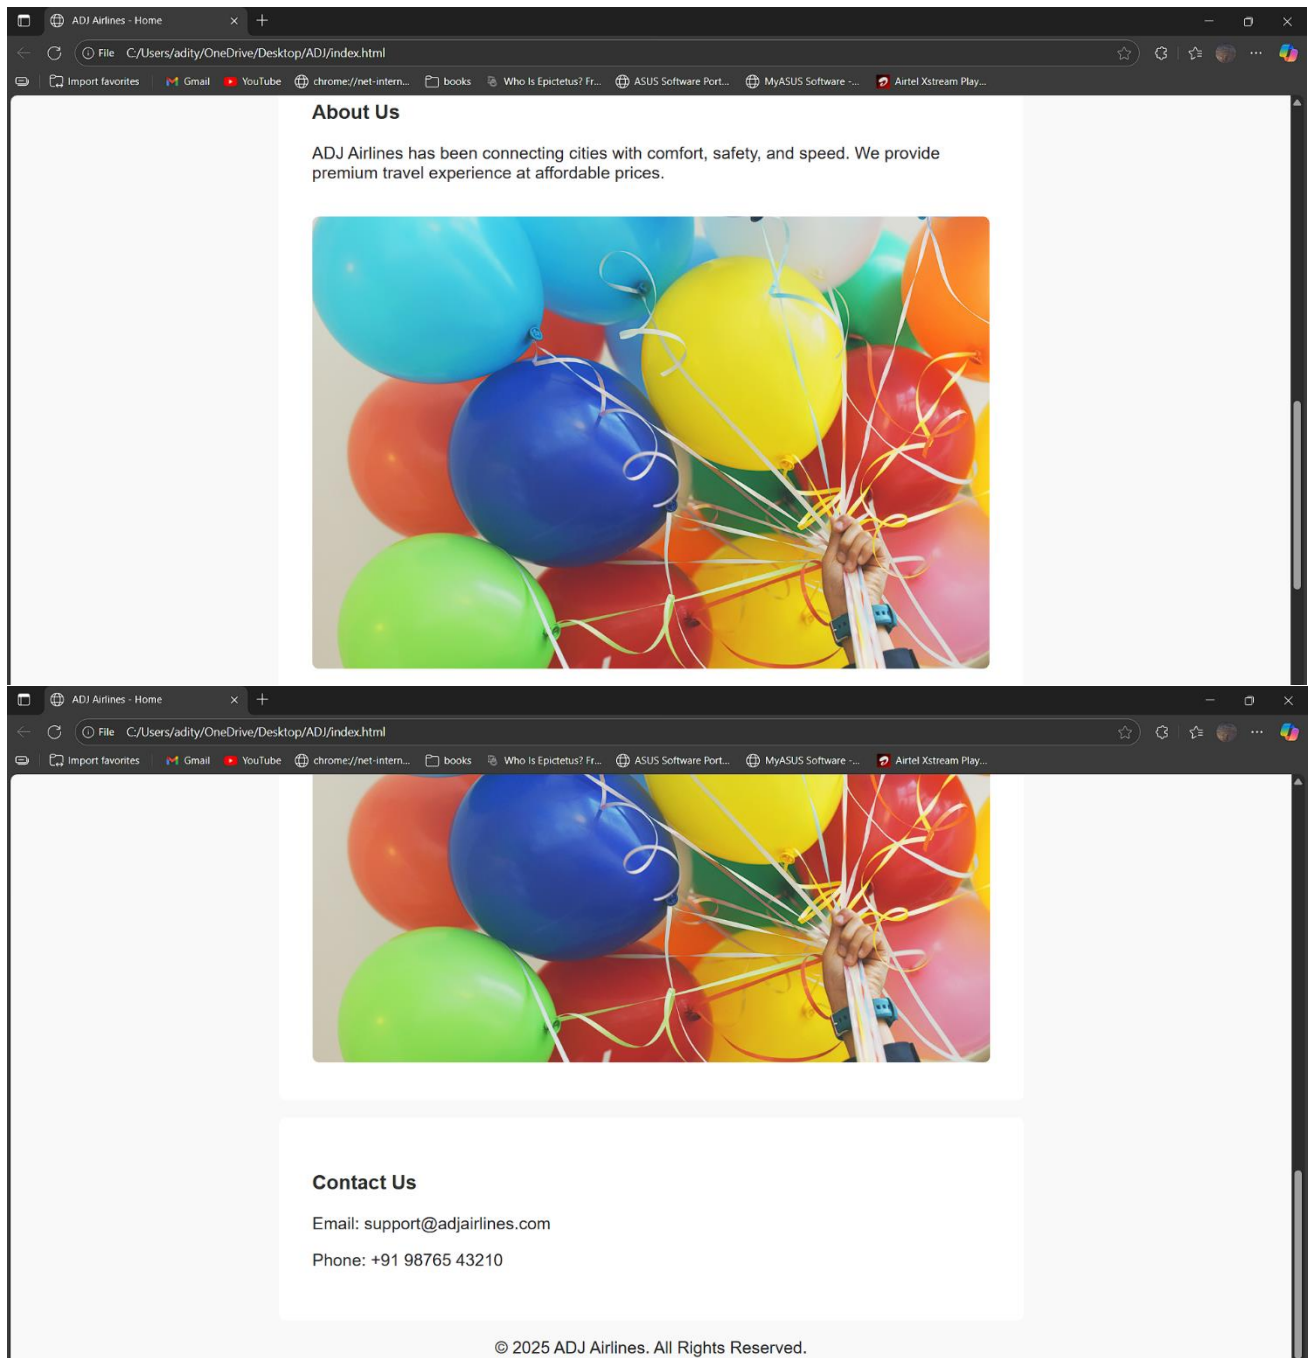 ADJ Airlines - Home
File C:/Users/adity/OneDrive/Desktop/ADJ/index.html
Import favorites Gmail YouTube chrome://net-intern... books Who Is Epictetus? Fr... ASUS Software Port... MyASUS Software -... Airtel Xstream Play...
About Us
ADJ Airlines has been connecting cities with comfort, safety, and speed. We provide
premium travel experience at affordable prices.
ADJ Airlines - Home
File C:/Users/adity/OneDrive/Desktop/ADJ/index.html
Import favorites Gmail YouTube chrome://net-intern... books Who Is Epictetus? Fr... ASUS Software Port... MyASUS Software -... Airtel Xstream Play...
Contact Us
Email: support@adjairlines.com
Phone: +91 98765 43210
© 2025 ADJ Airlines. All Rights Reserved.